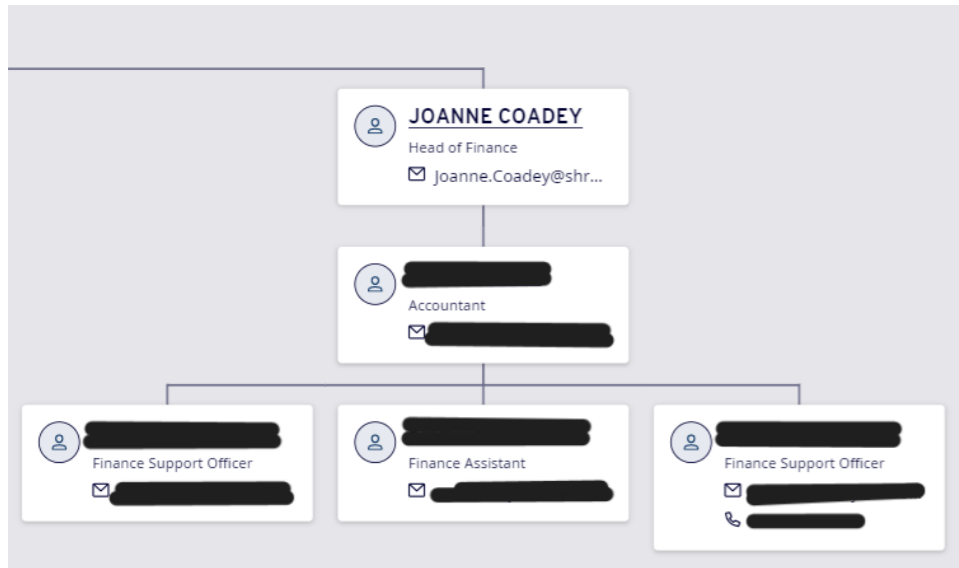 JOANNE COADEY
Head of Finance
Joanne.Coadey@shr...
Accountant
Finance Support Officer
Finance Assistant
Finance Support Officer